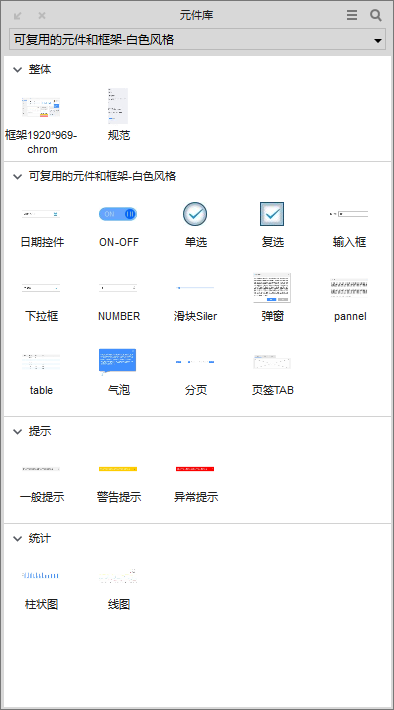 元件库
可复用的元件和框架-白色风格
整体
框架1920*969-
chrom
规范
可复用的元件和框架-白色风格
日期控件
ON-OFF
单选
复选
输入框
下拉框
NUMBER
滑块Siler
弹窗
pannel
table
气泡
分页
页签TAB
提示
一般提示
警告提示
异常提示
统计
柱状图
线图